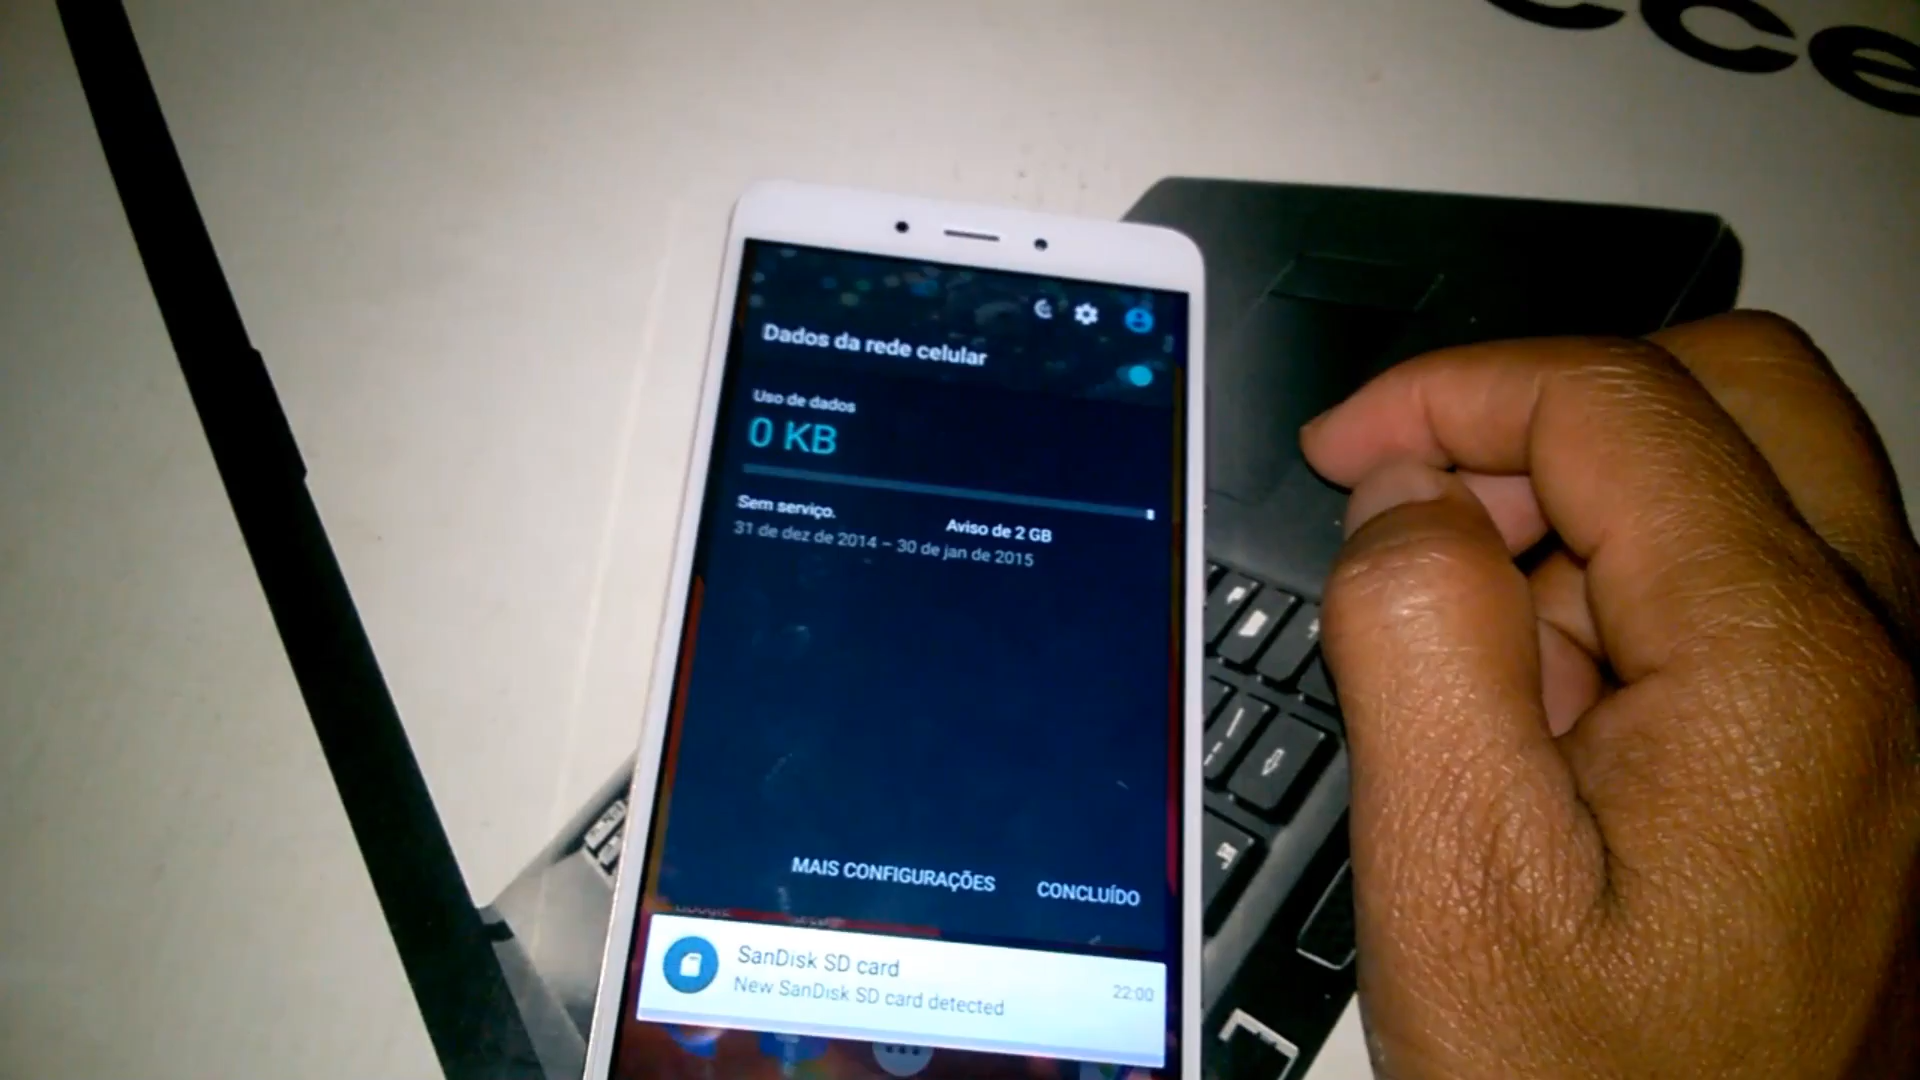 cce
Dados da rede celular
Uso de dados
0 KB
Sem serviço.
Aviso de 2 GB
31 de dez de 2014 – 30 de jan de 2015
MAIS CONFIGURAÇÕES
CONCLUÍDO
SanDisk SD card
New SanDisk SD card detected
22:00